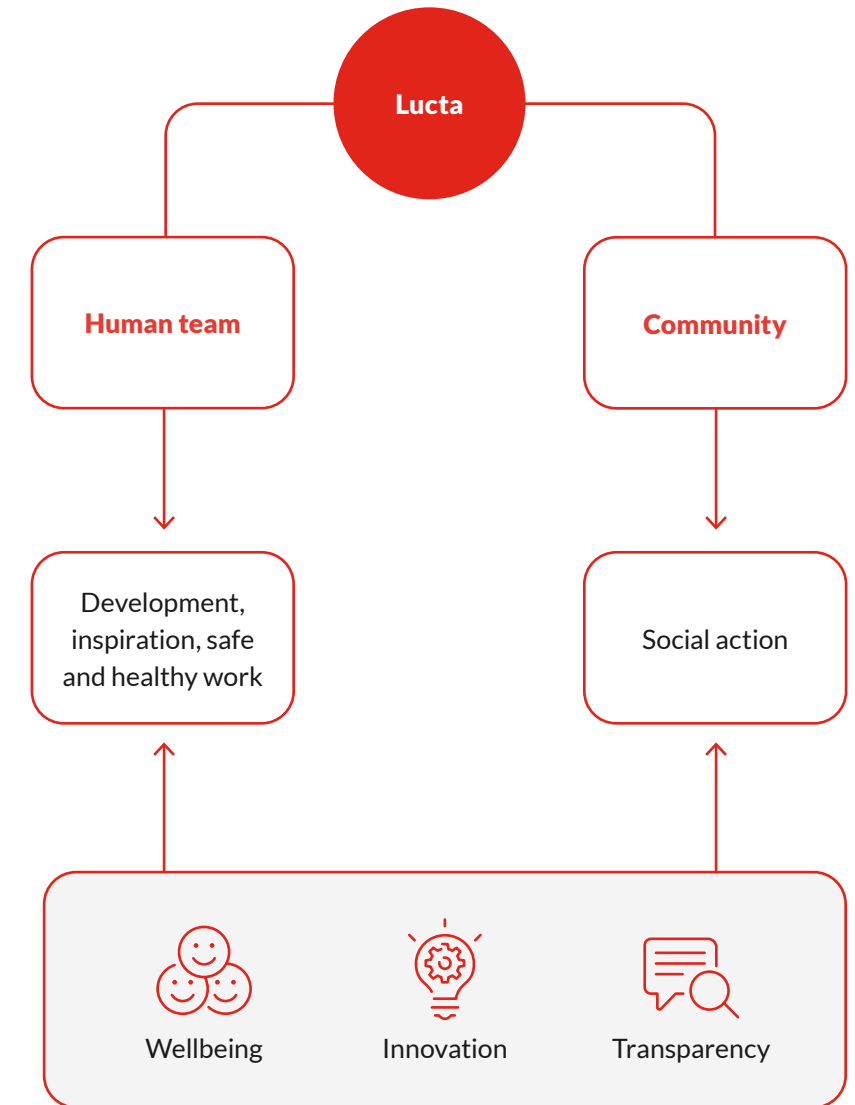 Lucta
Human team
Community
Development,
inspiration, safe
and healthy work
Social action
Wellbeing
Innovation
Transparency